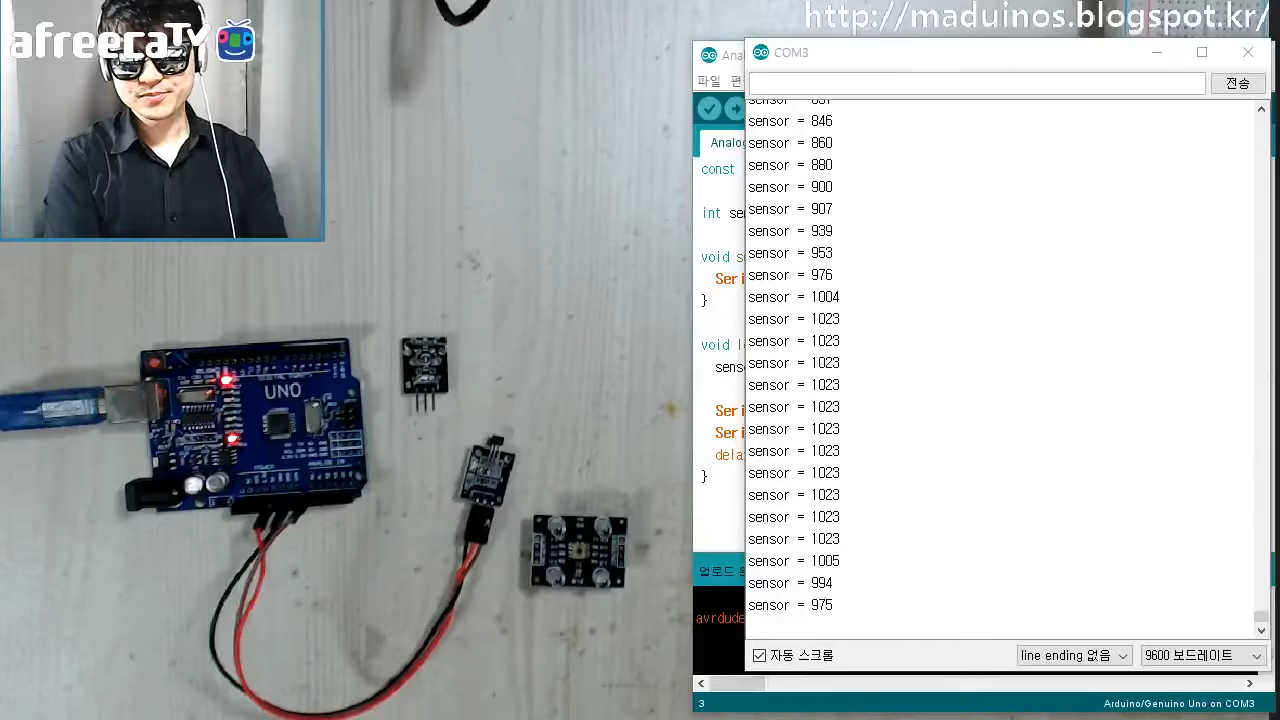 http://maduinos.blogspot.kr/
afreecaTV
COM3
파일
전송
sensor = 846
sensor = 860
sensor = 880
sensor = 900
sensor = 907
sensor = 939
sensor = 953
sensor = 976
sensor = 1004
sensor = 1023
sensor = 1023
sensor = 1023
sensor = 1023
sensor = 1023
sensor = 1023
sensor = 1023
sensor = 1023
sensor = 1023
sensor = 1023
sensor = 1023
sensor = 1005
sensor = 994
sensor = 975
const
int
void
}
void
}
avrdude
자동 스크롤
line ending 없음
9600 보드레이트
3
Arduino/Genuino Uno on COM3
UNO
POWER
ANALOG IN